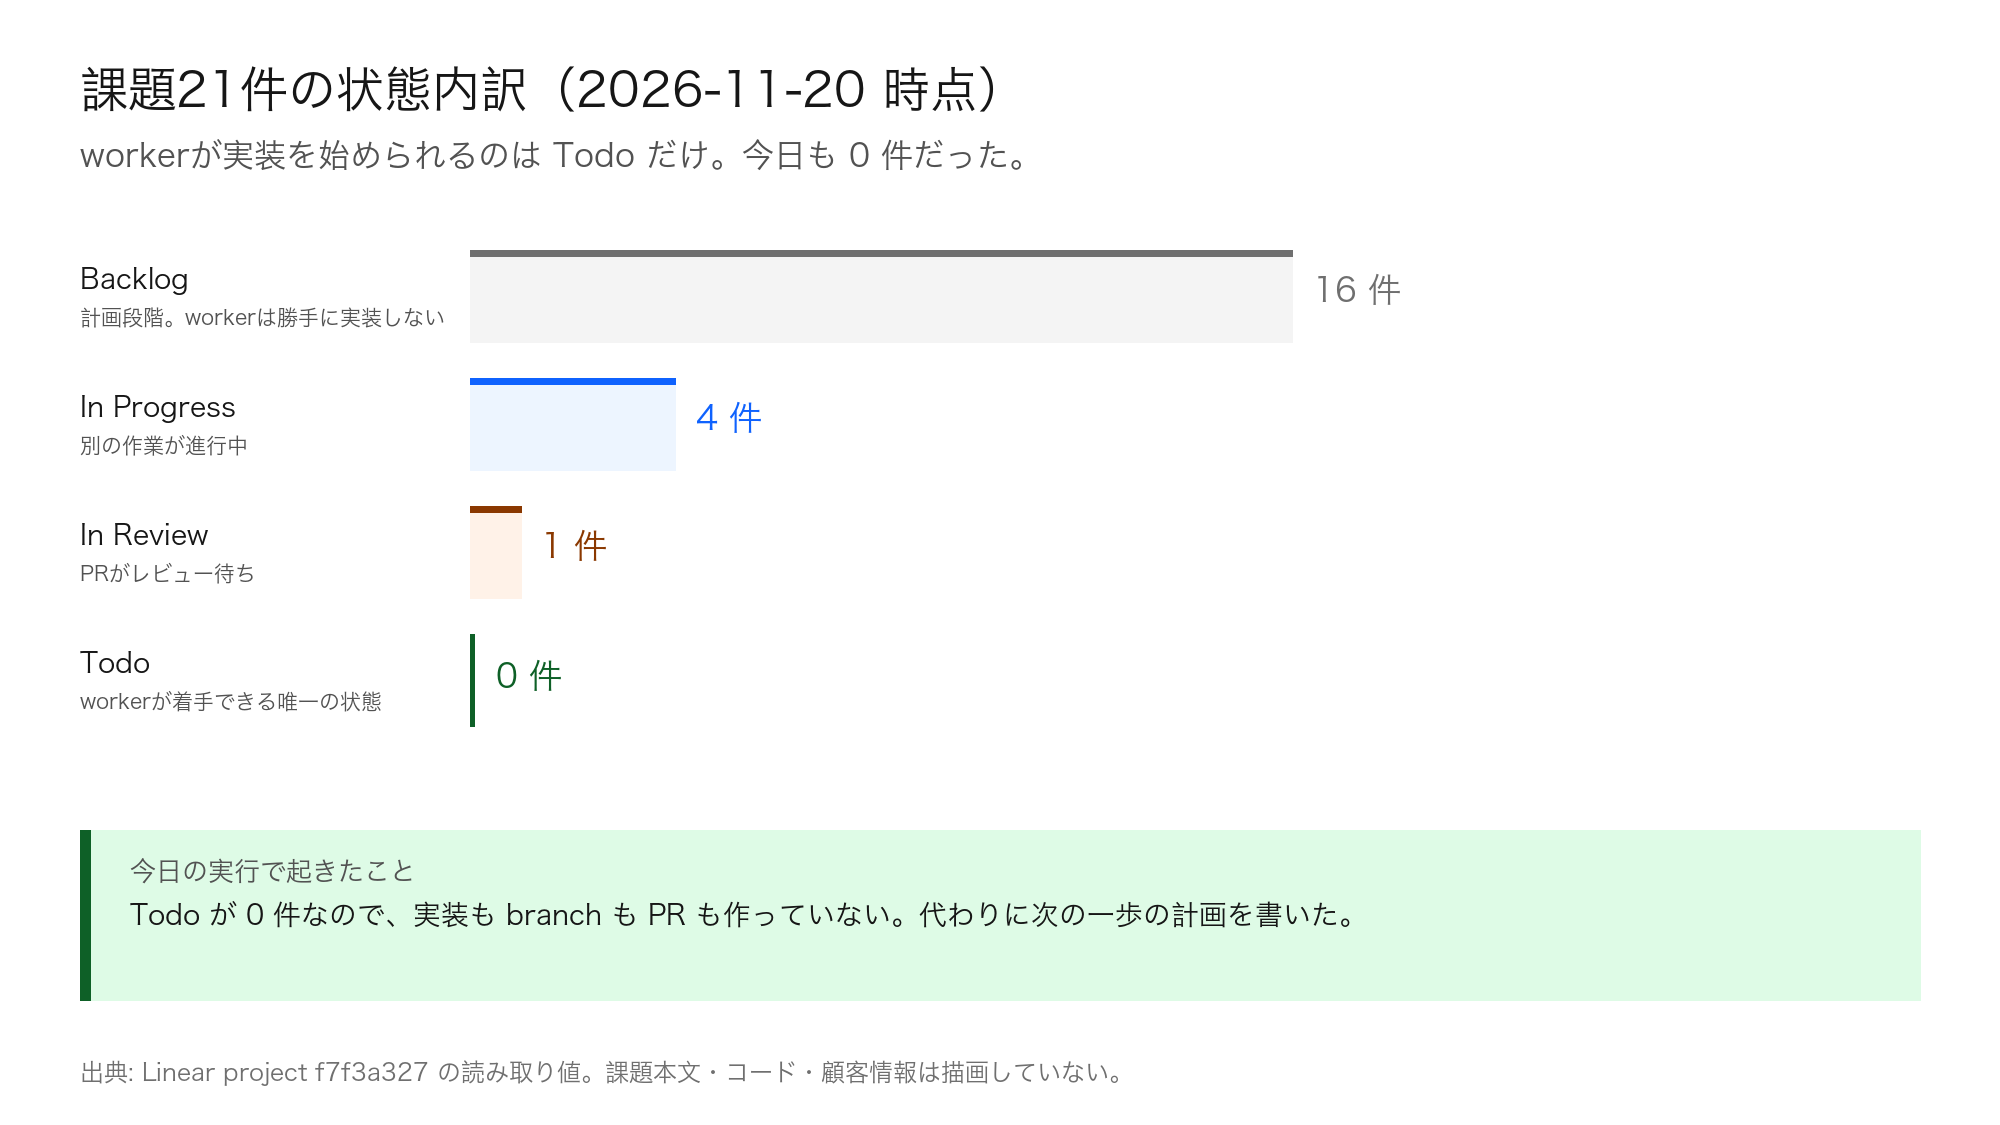 課題21件の状態内訳（2026-11-20 時点）
workerが実装を始められるのは Todo だけ。今日も 0 件だった。
Backlog
計画段階。workerは勝手に実装しない
16 件
In Progress
別の作業が進行中
4 件
In Review
PRがレビュー待ち
1 件
Todo
workerが着手できる唯一の状態
0 件
今日の実行で起きたこと
Todo が 0 件なので、実装も branch も PR も作っていない。代わりに次の一歩の計画を書いた。
出典: Linear project f7f3a327 の読み取り値。課題本文・コード・顧客情報は描画していない。